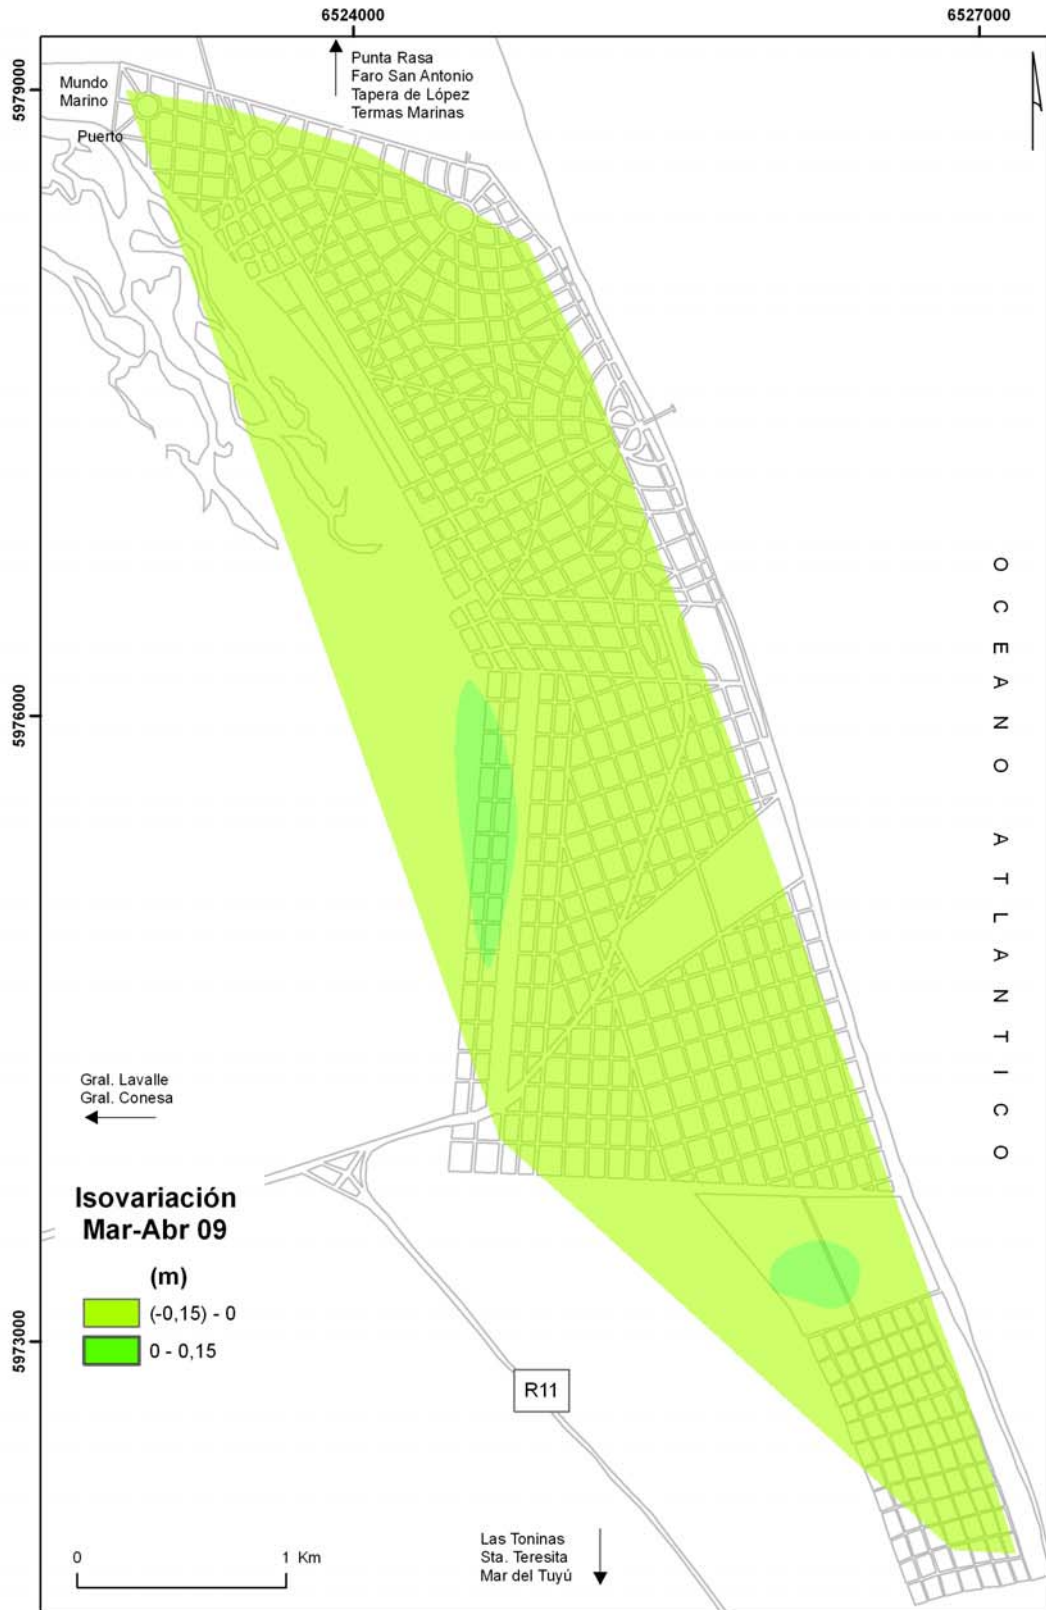 6524000
6527000
5979000
5976000
5973000
Mundo
Marino
Puerto
Punta Rasa
Faro San Antonio
Tapera de López
Termas Marinas
OCEANO ATLANTICO
Gral. Lavalle
Gral. Conesa
Isovariación
Mar-Abr 09
(m)
(-0,15) - 0
0 - 0,15
R11
0 1 Km
Las Toninas
Sta. Teresita
Mar del Tuyú